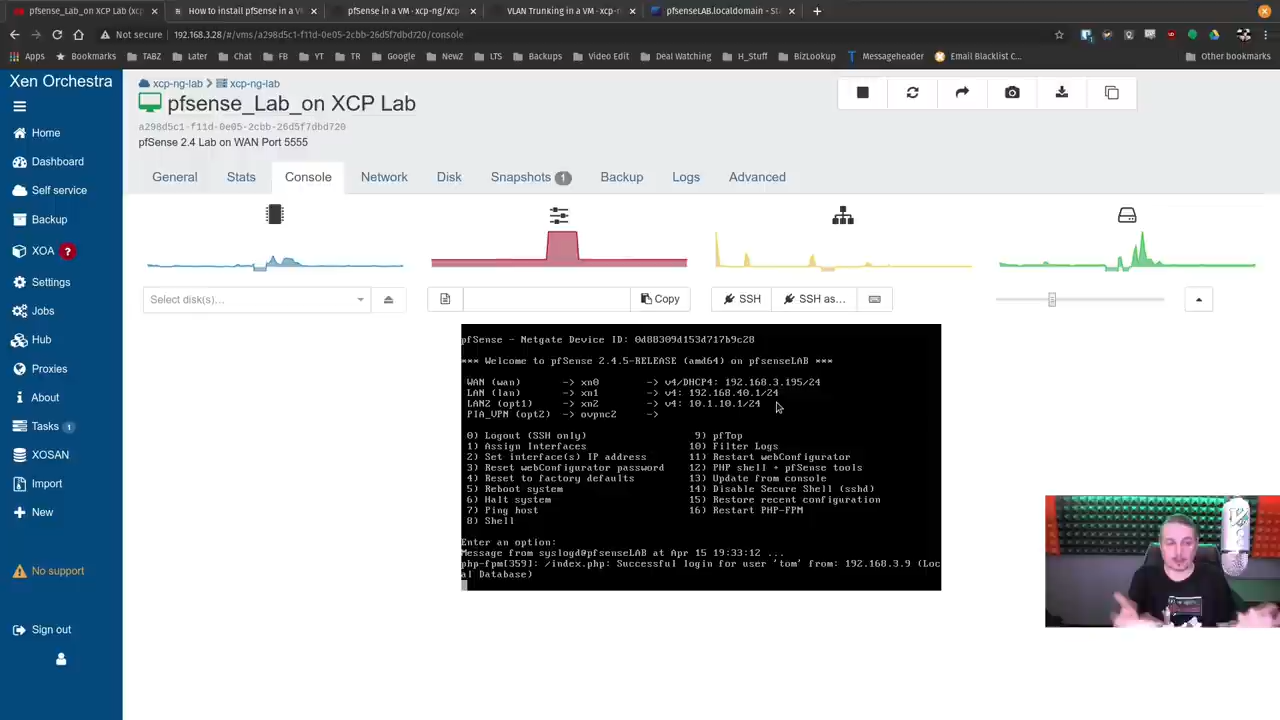 pfsense_Lab_on XCP Lab (xc
How to install pfSense in a V
pfSense in a VM · xcp-ng/xcp
VLAN Trunking in a VM · xcp-n
pfsenseLAB.localdomain - Sta
Not secure
192.168.3.28/#/vms/a298d5c1-f11d-0e05-2cbb-26d5f7dbd720/console
Apps
Bookmarks
TABZ
Later
Chat
FB
YT
TR
Google
NewZ
LTS
Backups
Video Edit
Downloads
H_Stuff
BizLookup
Messageheader
Email Blacklist C...
Other bookmarks
Xen Orchestra
Home
Dashboard
Self service
Backup
XOA ?
Settings
Jobs
Hub
Proxies
About
Tasks 1
XOSAN
Import
New
No support
Sign out
xcp-ng-lab > xcp-ng-lab
pfsense_Lab_on XCP Lab
a298d5c1-f11d-0e05-2cbb-26d5f7dbd720
pfSense 2.4 Lab on WAN Port 5555
General
Stats
Console
Network
Disk
Snapshots 1
Backup
Logs
Advanced
Select disk(s)...
Copy
SSH
SSH as...
pfSense - Netgate Device ID: 0d88309d153d717b9c28
*** Welcome to pfSense 2.4.5-RELEASE (amd64) on pfsenseLAB ***
WAN (wan) -> xn0 -> v4/DHCP4: 192.168.3.195/24
LAN (lan) -> xn1 -> v4: 192.168.40.1/24
LAN2 (opt1) -> xn2 -> v4: 10.1.10.1/24
PIA_VPN (opt2) -> ovpnc2 ->
0) Logout (SSH only) 9) pfTop
1) Assign Interfaces 10) Filter Logs
2) Set interface(s) IP address 11) Restart webConfigurator
3) Reset webConfigurator password 12) PHP shell + pfSense tools
4) Reset to factory defaults 13) Update from console
5) Reboot system 14) Disable Secure Shell (sshd)
6) Halt system 15) Restore recent configuration
7) Ping host 16) Restart PHP-FPM
8) Shell
Enter an option:
Message from syslogd@pfsenseLAB at Apr 15 19:33:12 ...
php-fpm[359]: /index.php: Successful login for user 'tom' from: 192.168.3.9 (Loc
al Database)